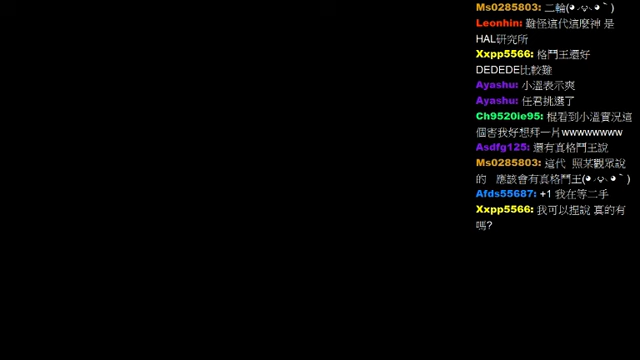 Ms0285803: 二輪(◕ˊ◡ˋ◕｀)
Leonhin: 難怪這代這麼神 是
HAL研究所
Xxpp5566: 格鬥王還好
DEDEDE比較難
Ayashu: 小溫表示爽
Ayashu: 任君挑選了
Ch9520ie95: 棍看到小溫實況這
個害我好想拜一片wwwwwwww
Asdfg125: 還有真格鬥王說
Ms0285803: 這代 照某觀眾說
的 應該會有真格鬥王(◕ˊ◡ˋ◕｀)
Afds55687: +1 我在等二手
Xxpp5566: 我可以捏說 真的有
嗎?